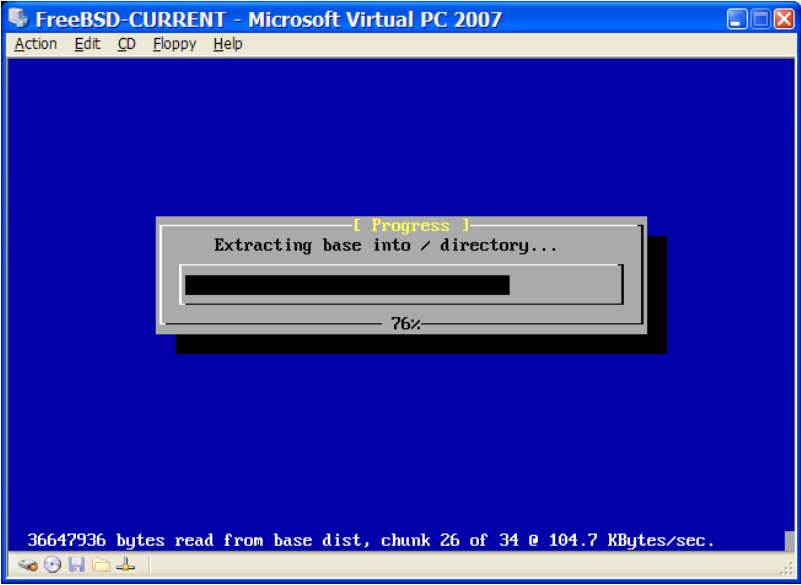 FreeBSD-CURRENT - Microsoft Virtual PC 2007
Action Edit CD Floppy Help
[ Progress ]
Extracting base into / directory...
76%
36647936 bytes read from base dist, chunk 26 of 34 @ 104.7 KBytes/sec.